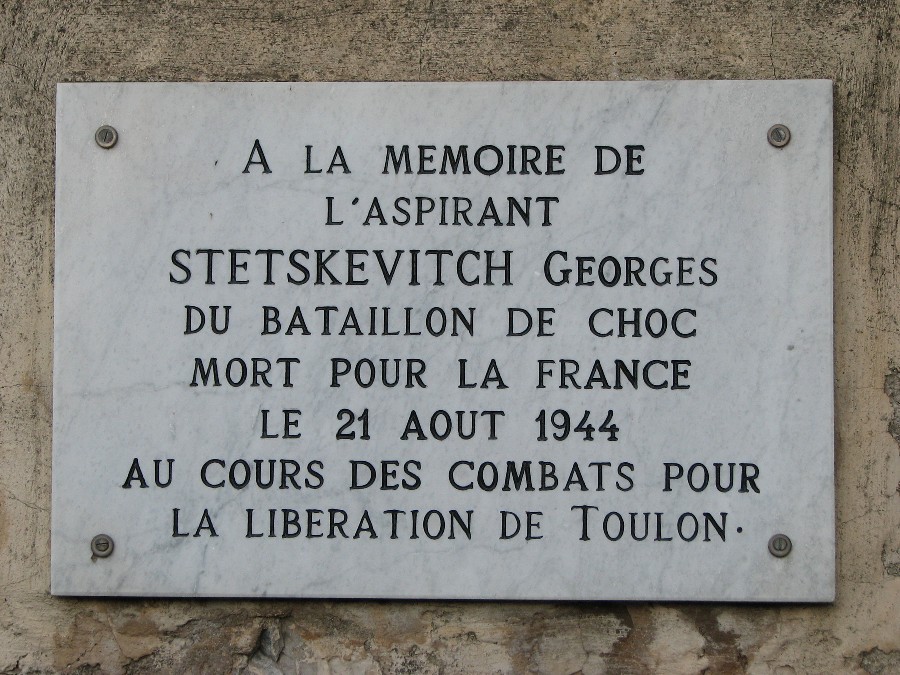 A LA MEMOIRE DE
L'ASPIRANT
STETSKEVITCH GEORGES
DU BATAILLON DE CHOC
MORT POUR LA FRANCE
LE 21 AOUT 1944
AU COURS DES COMBATS POUR
LA LIBERATION DE TOULON.